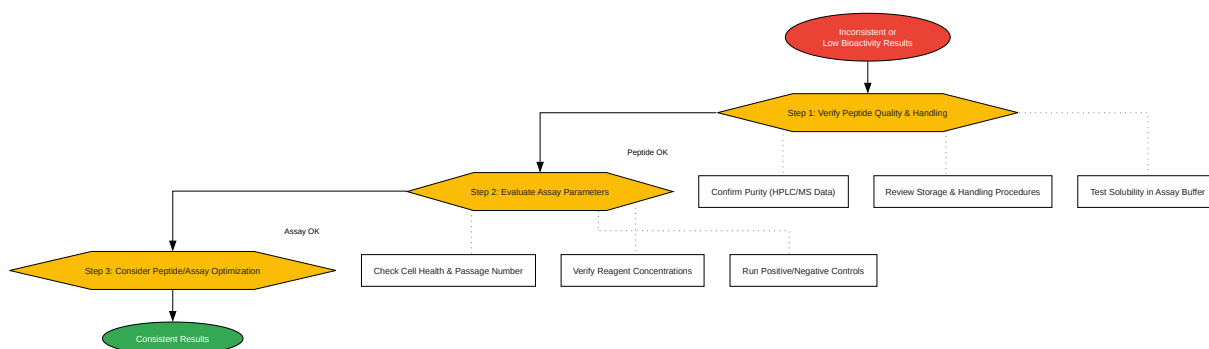 Inconsistent or
Low Bioactivity Results
Step 1: Verify Peptide Quality & Handling
Peptide OK
Step 2: Evaluate Assay Parameters
Confirm Purity (HPLC/MS Data)
Review Storage & Handling Procedures
Test Solubility in Assay Buffer
Assay OK
Step 3: Consider Peptide/Assay Optimization
Check Cell Health & Passage Number
Verify Reagent Concentrations
Run Positive/Negative Controls
Consistent Results